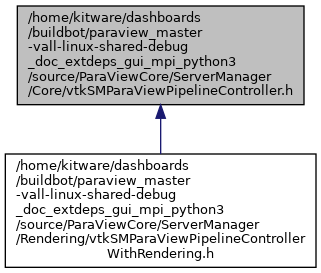 /home/kitware/dashboards
/buildbot/paraview_master
-vall-linux-shared-debug
_doc_extdeps_gui_mpi_python3
/source/ParaViewCore/ServerManager
/Core/vtkSMParaViewPipelineController.h
/home/kitware/dashboards
/buildbot/paraview_master
-vall-linux-shared-debug
_doc_extdeps_gui_mpi_python3
/source/ParaViewCore/ServerManager
/Rendering/vtkSMParaViewPipelineController
WithRendering.h